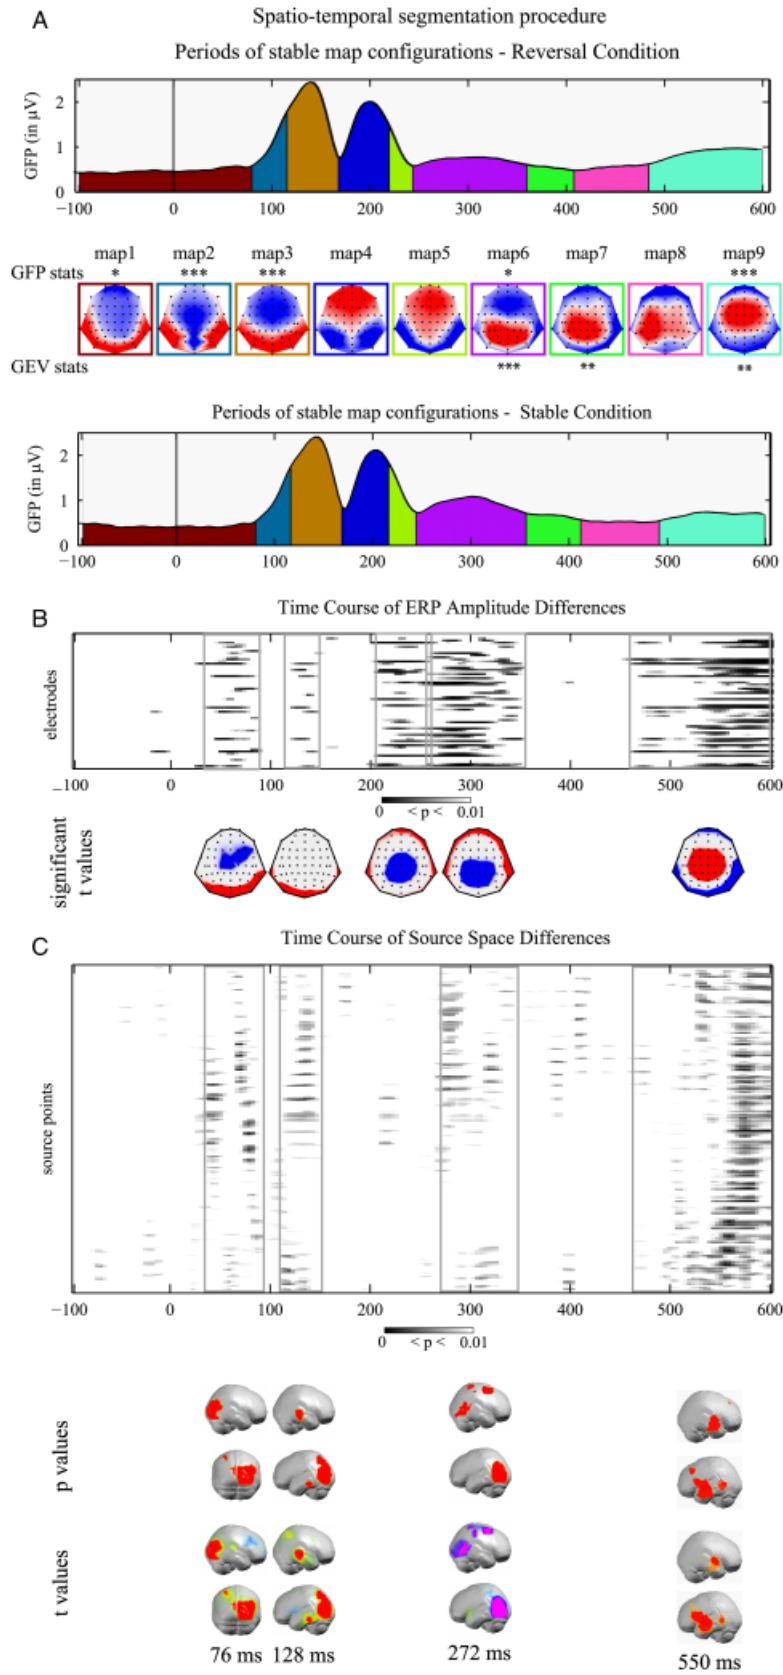 A
Spatio-temporal segmentation procedure
Periods of stable map configurations - Reversal Condition
GFP (in μV)
2
1
0
−100 0 100 200 300 400 500 600
map1 map2 map3 map4 map5 map6 map7 map8 map9
GFP stats * *** *** * ***
GEV stats *** ** **
Periods of stable map configurations - Stable Condition
GFP (in μV)
2
1
0
−100 0 100 200 300 400 500 600
B
Time Course of ERP Amplitude Differences
electrodes
−100 0 100 200 300 400 500 600
0 < p < 0.01
significant
t values
C
Time Course of Source Space Differences
source points
−100 0 100 200 300 400 500 600
0 < p < 0.01
p values
t values
76 ms 128 ms 272 ms 550 ms